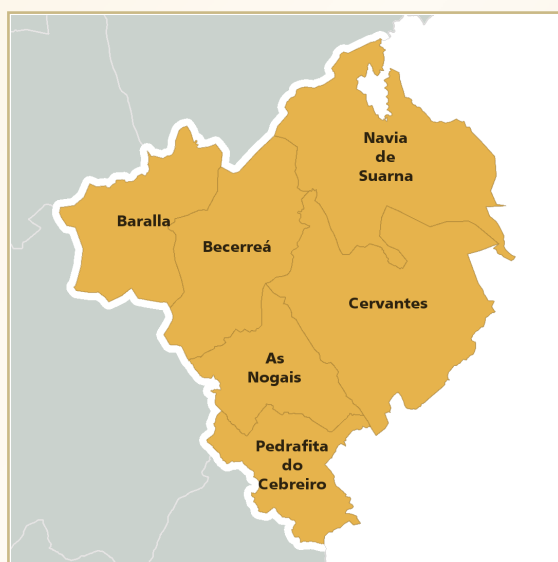 Navia
de
Suarna
Baralla
Becerreá
Cervantes
As
Nogais
Pedrafita
do
Cebreiro